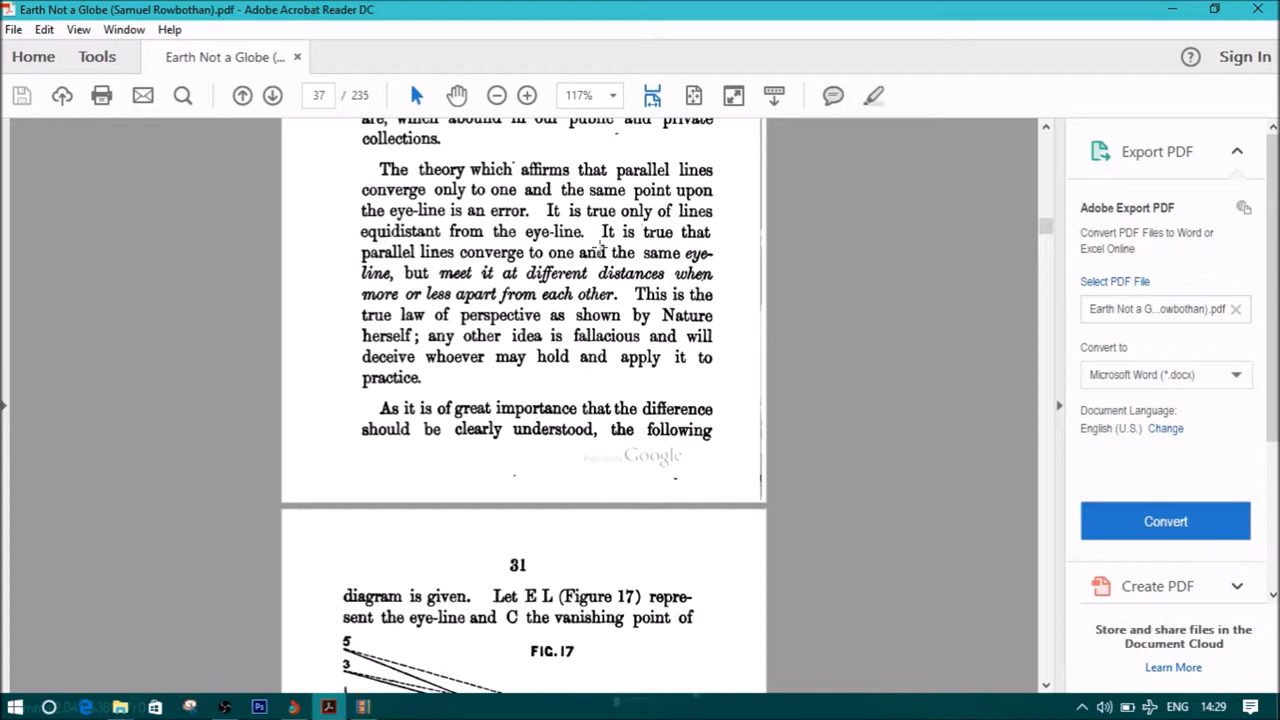 Earth Not a Globe (Samuel Rowbothan).pdf - Adobe Acrobat Reader DC
File Edit View Window Help
Home Tools Earth Not a Globe (... × Sign In
37 / 235 117%
are, which abound in our public and private
collections.
The theory which affirms that parallel lines
converge only to one and the same point upon
the eye-line is an error. It is true only of lines
equidistant from the eye-line. It is true that
parallel lines converge to one and the same eye-
line, but meet it at different distances when
more or less apart from each other. This is the
true law of perspective as shown by Nature
herself; any other idea is fallacious and will
deceive whoever may hold and apply it to
practice.
As it is of great importance that the difference
should be clearly understood, the following
Digitized by Google
31
diagram is given. Let E L (Figure 17) repre-
sent the eye-line and C the vanishing point of
FIG. 17
5
3
Export PDF
Adobe Export PDF
Convert PDF Files to Word or
Excel Online
Select PDF File
Earth Not a G...owbothan).pdf
Convert to
Microsoft Word (*.docx)
Document Language:
English (U.S.) Change
Convert
Create PDF
Store and share files in the
Document Cloud
Learn More
ENG 14:29